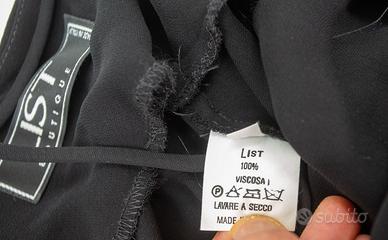 LIST
BOUTIQUE
LIST
100%
VISCOSA
P
LAVARE A SECCO
MADE
subito